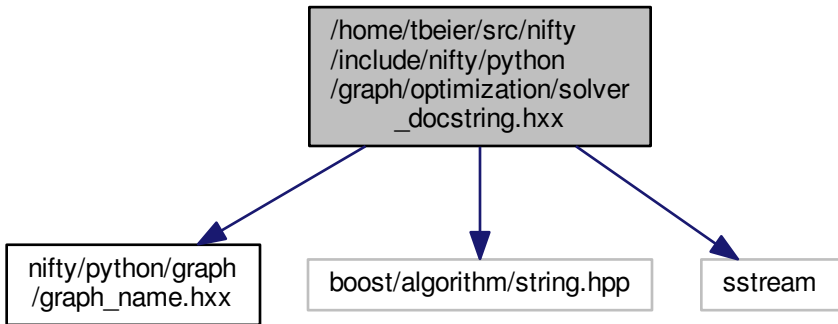 /home/tbeier/src/nifty
/include/nifty/python
/graph/optimization/solver
_docstring.hxx
nifty/python/graph
/graph_name.hxx
boost/algorithm/string.hpp
sstream